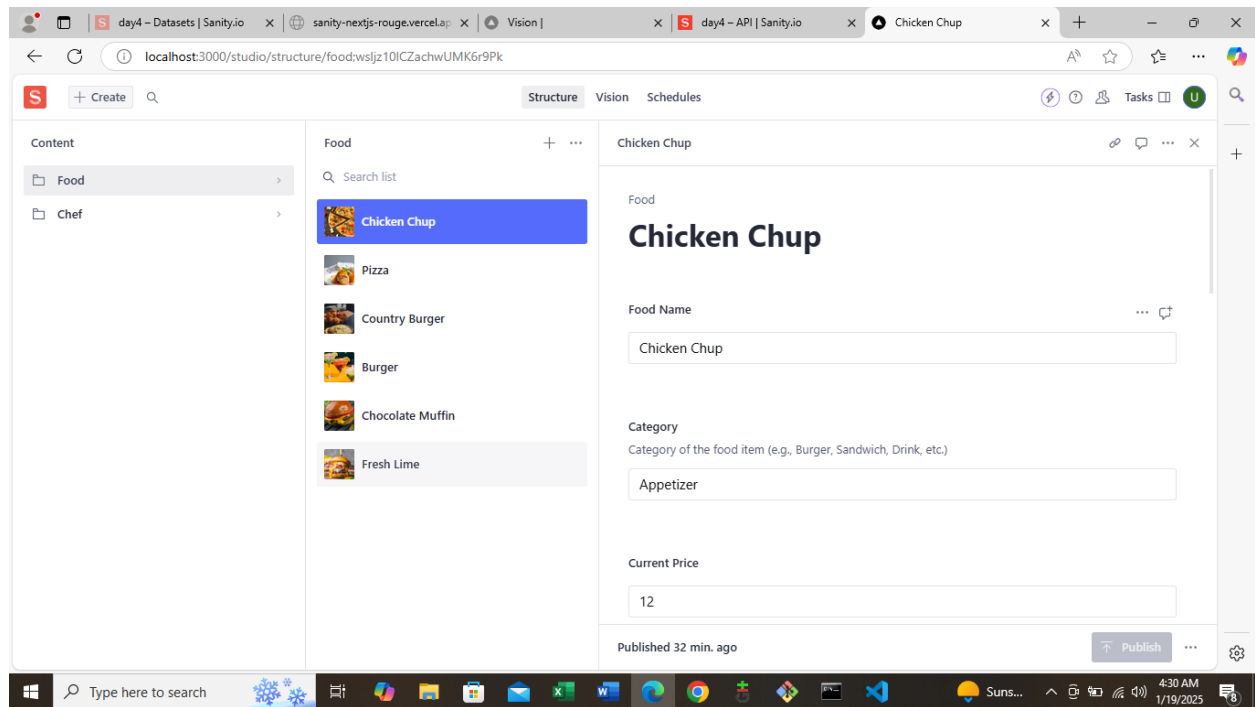 day4 – Datasets | Sanity.io
sanity-nextjs-rouge.vercel.ap
Vision |
day4 – API | Sanity.io
Chicken Chup
localhost:3000/studio/structure/food;wsljz10lCZachwUMK6r9Pk
S
Create
Structure
Vision
Schedules
Tasks
U
Content
Food
Chef
Food
Search list
Chicken Chup
Pizza
Country Burger
Burger
Chocolate Muffin
Fresh Lime
Chicken Chup
Food
Chicken Chup
Food Name
Chicken Chup
Category
Category of the food item (e.g., Burger, Sandwich, Drink, etc.)
Appetizer
Current Price
12
Published 32 min. ago
Publish
Type here to search
Suns...
4:30 AM
1/19/2025
8